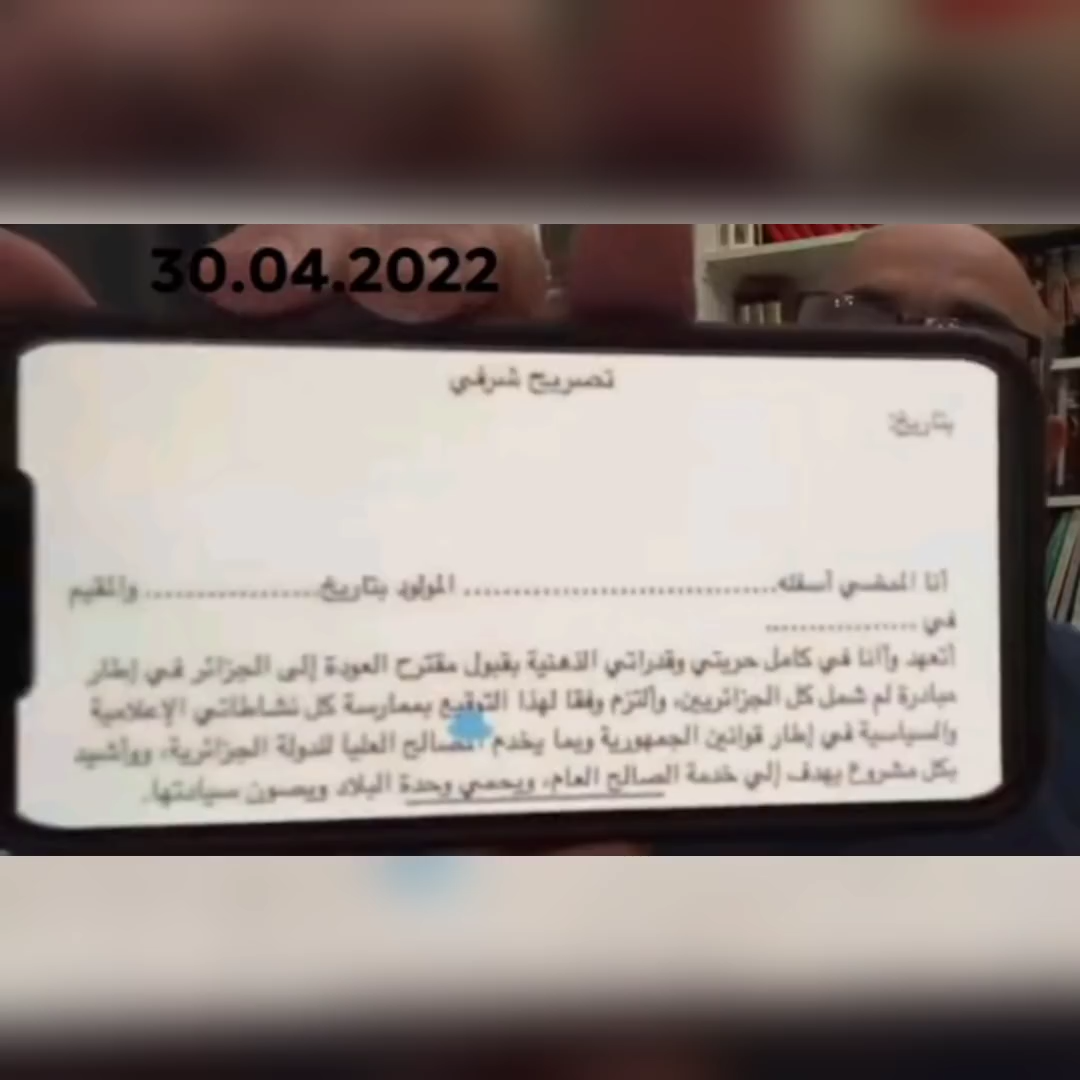 30.04.2022
تصريح شرفي
بتاريخ:
أنا الممضي أسفله............................... المولود بتاريخ.................. والمقيم
في ................
أتعهد وأنا في كامل حريتي وقدراتي الذهنية بقبول مقترح العودة إلى الجزائر في إطار
مبادرة لم شمل كل الجزائريين، وألتزم وفقا لهذا التوقيع بممارسة كل نشاطاتي الإعلامية
والسياسية في إطار قوانين الجمهورية وبما يخدم المصالح العليا للدولة الجزائرية، ووأشيد
بكل مشروع يهدف إلي خدمة الصالح العام، ويحمي وحدة البلاد ويصون سيادتها.